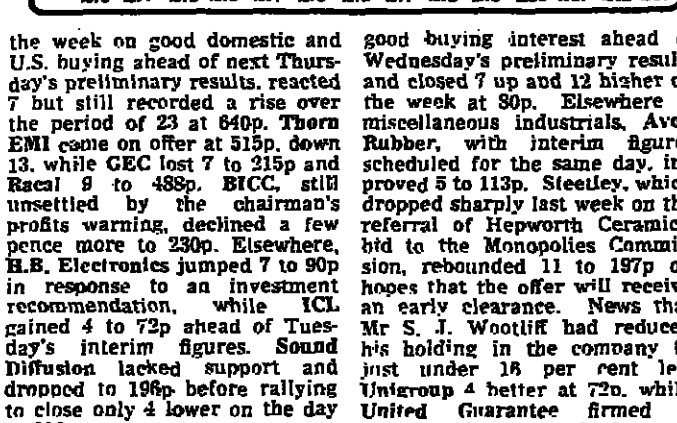 the week on good domestic and
U.S. buying ahead of next Thurs-
day's preliminary results, reacted
7 but still recorded a rise over
the period of 23 at 640p. Thorn
EMI came on offer at 515p, down
13, while GEC lost 7 to 215p and
Racal 9 to 488p. BICC, still
unsettled by the chairman's
profits warning, declined a few
pence more to 230p. Elsewhere,
H.B. Electronics jumped 7 to 90p
in response to an investment
recommendation, while ICL
gained 4 to 72p ahead of Tues-
day's interim figures. Sound
Diffusion lacked support and
dropped to 196p before rallying
to close only 4 lower on the day
good buying interest ahead
Wednesday's preliminary resul
and closed 7 up and 12 higher
the week at 80p. Elsewhere
miscellaneous industrials, Avo
Rubber, with interim figur
scheduled for the same day, im
proved 5 to 113p. Steetley, whic
dropped sharply last week on th
referral of Hepworth Ceramic
bid to the Monopolies Commi
sion, rebounded 11 to 197p o
hopes that the offer will receiv
an early clearance. News tha
Mr S. J. Wootliff had reduce
his holding in the company
just under 16 per cent le
Unigroup 4 better at 72p, whil
United Guarantee firmed